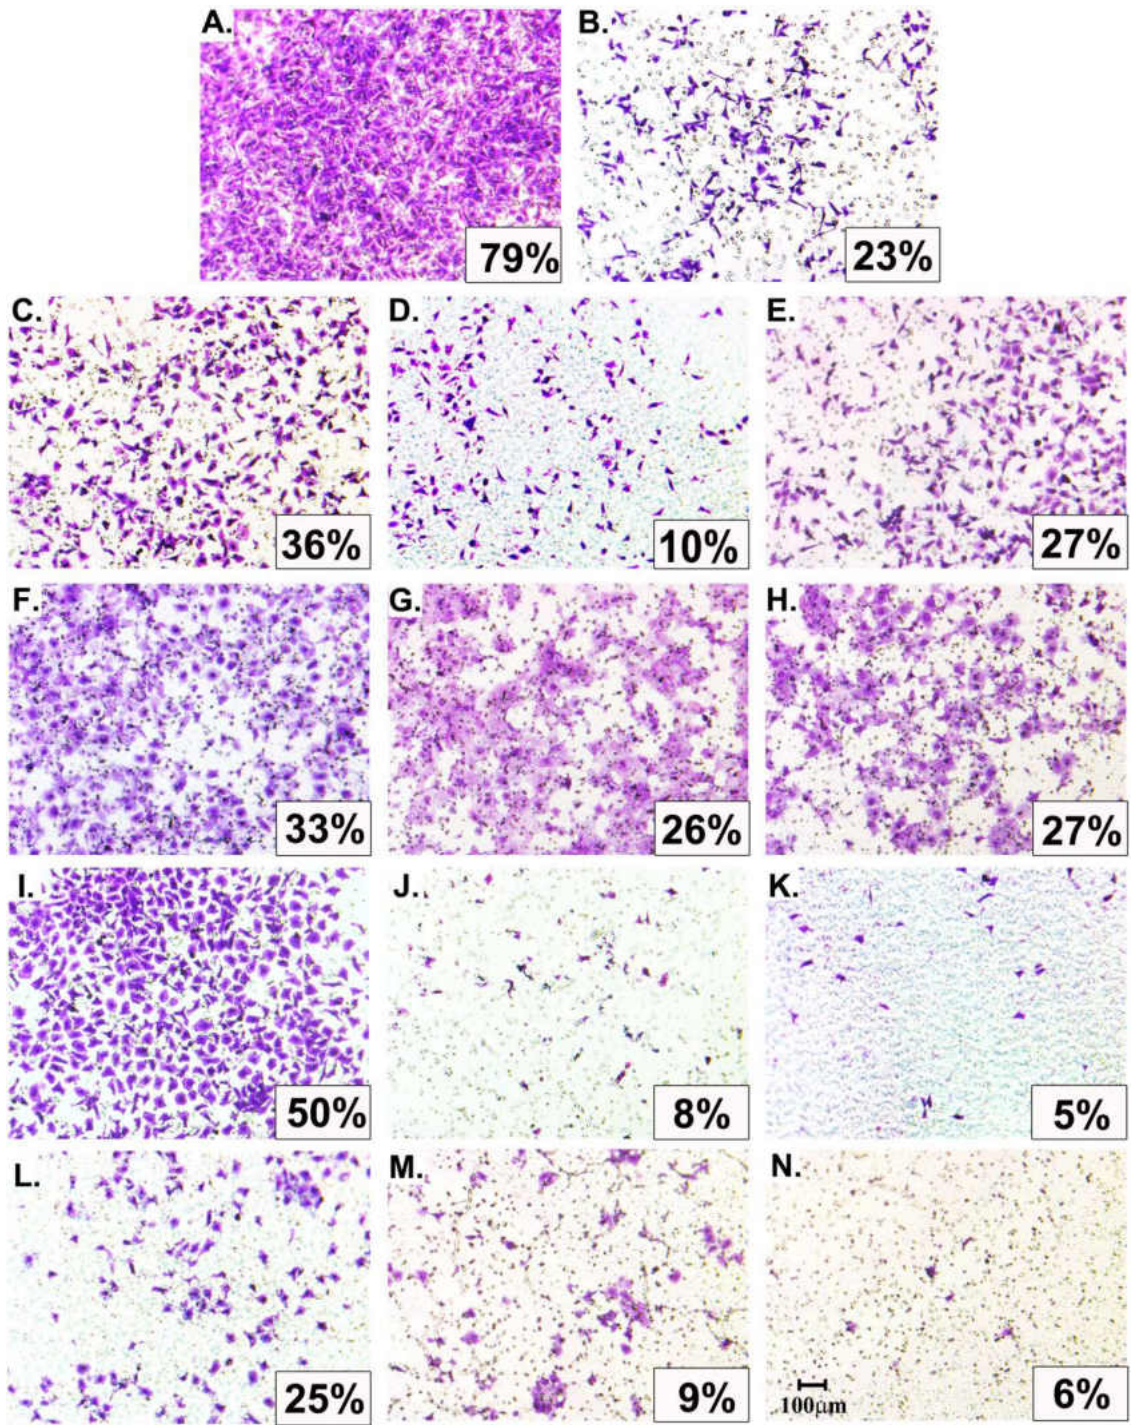 A. B.
79% 23%
C. D. E.
36% 10% 27%
F. G. H.
33% 26% 27%
I. J. K.
50% 8% 5%
L. M. N.
25% 9% 100μm 6%